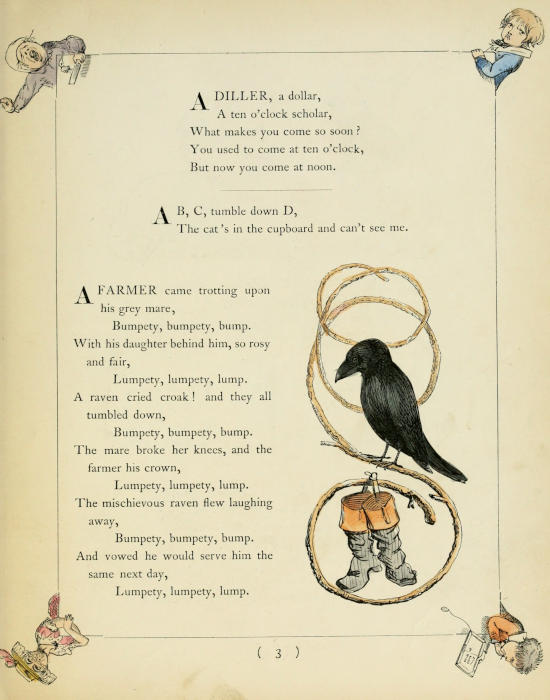 A DILLER, a dollar,
A ten o'clock scholar,
What makes you come so soon?
You used to come at ten o'clock,
But now you come at noon.
A B, C, tumble down D,
The cat's in the cupboard and can't see me.
A FARMER came trotting upon
his grey mare,
Bumpety, bumpety, bump.
With his daughter behind him, so rosy
and fair,
Lumpety, lumpety, lump.
A raven cried croak! and they all
tumbled down,
Bumpety, bumpety, bump.
The mare broke her knees, and the
farmer his crown,
Lumpety, lumpety, lump.
The mischievous raven flew laughing
away,
Bumpety, bumpety, bump.
And vowed he would serve him the
same next day,
Lumpety, lumpety, lump.
( 3 )